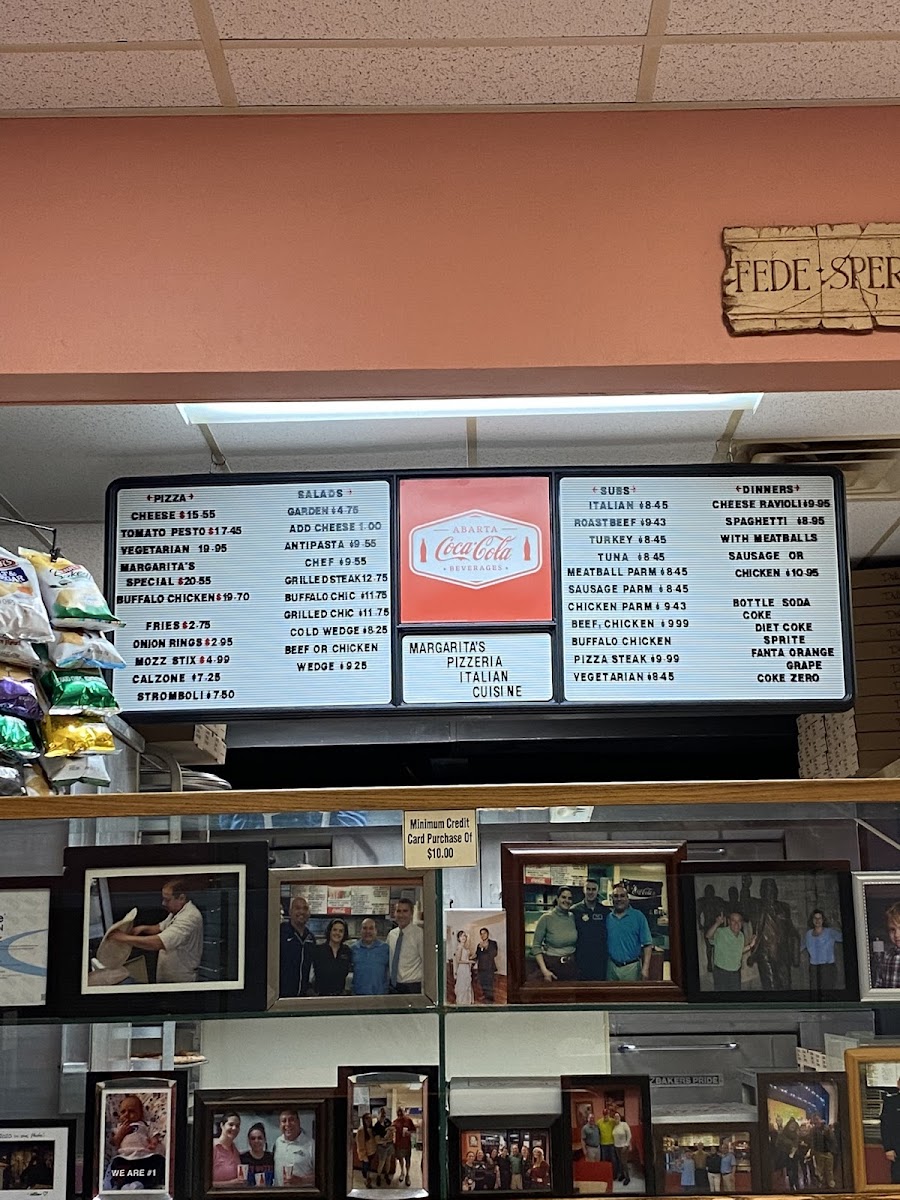 FEDE · SPER
PIZZA
CHEESE $15.55
TOMATO PESTO $17.45
VEGETARIAN 19.95
MARGARITA'S
SPECIAL $20.55
BUFFALO CHICKEN $19.70
FRIES $2.75
ONION RINGS $2.95
MOZZ STIX $4.99
CALZONE $7.25
STROMBOLI $7.50
SALADS
GARDEN $4.75
ADD CHEESE 1.00
ANTIPASTA $9.55
CHEF $9.55
GRILLED STEAK 12.75
BUFFALO CHIC $11.75
GRILLED CHIC $11.75
COLD WEDGE $8.25
BEEF OR CHICKEN
WEDGE $9.25
ABARTA
Coca-Cola
BEVERAGES
MARGARITA'S
PIZZERIA
ITALIAN
CUISINE
SUBS
ITALIAN $8.45
ROAST BEEF $9.43
TURKEY $8.45
TUNA $8.45
MEATBALL PARM $8.45
SAUSAGE PARM $8.45
CHICKEN PARM $9.43
BEEF, CHICKEN $9.99
BUFFALO CHICKEN
PIZZA STEAK $9.99
VEGETARIAN $8.45
DINNERS
CHEESE RAVIOLI $9.95
SPAGHETTI $8.95
WITH MEATBALLS
SAUSAGE OR
CHICKEN $10.95
BOTTLE SODA
COKE
DIET COKE
SPRITE
FANTA ORANGE
GRAPE
COKE ZERO
Minimum Credit
Card Purchase Of
$10.00
BAKERS PRIDE
WE ARE #1